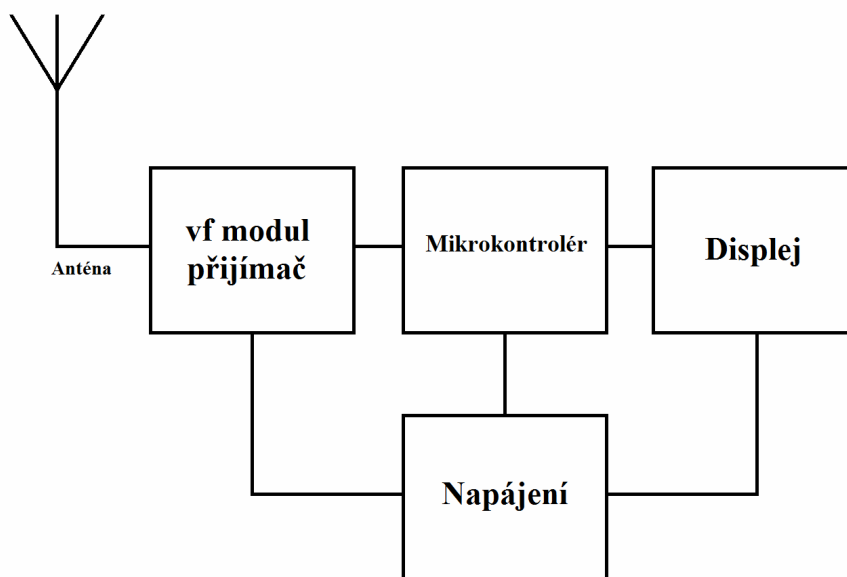 vf modul
přijímač
Mikrokontrolér
Displej
Anténa
Napájení